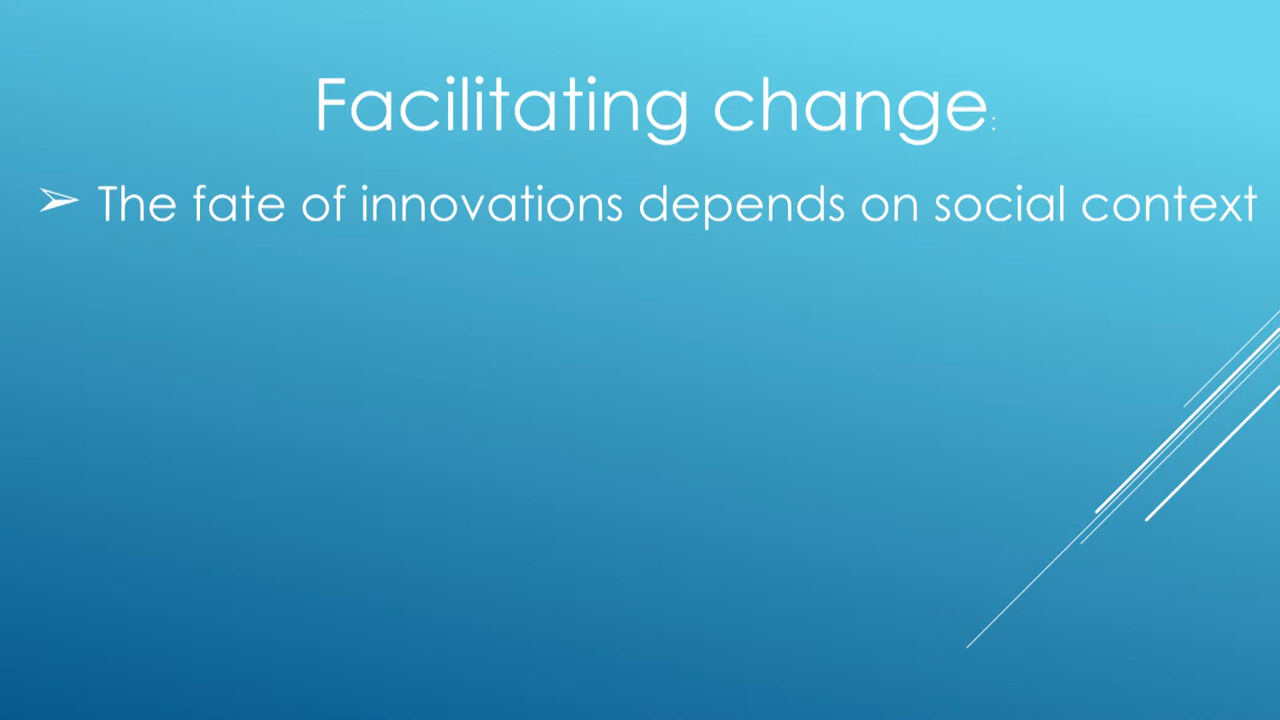 Facilitating change:
➢ The fate of innovations depends on social context